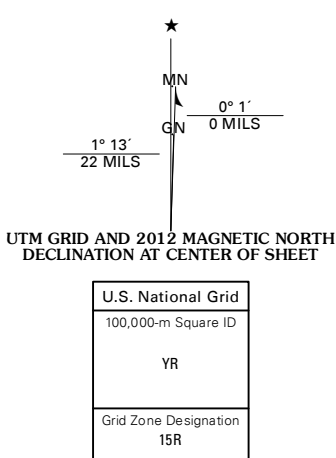 ★
MN
0° 1´
0 MILS
GN
1° 13´
22 MILS
UTM GRID AND 2012 MAGNETIC NORTH
DECLINATION AT CENTER OF SHEET
U.S. National Grid
100,000-m Square ID
YR
Grid Zone Designation
15R